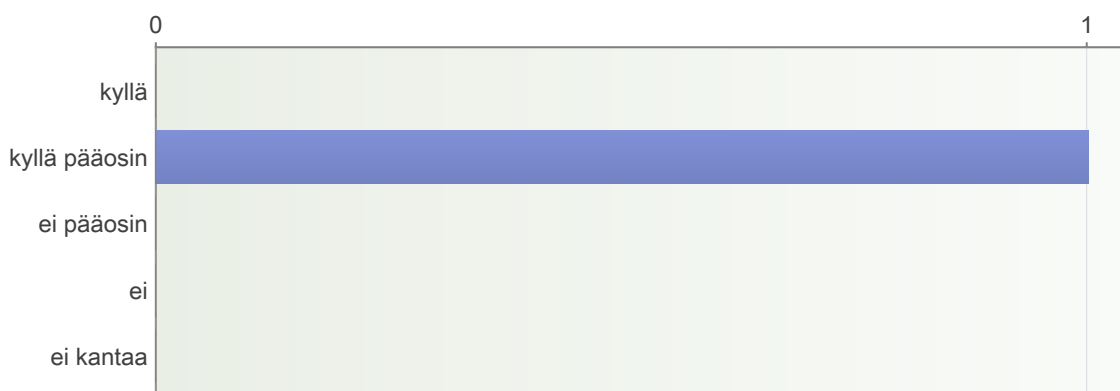 0 1
kyllä
kyllä pääosin
ei pääosin
ei
ei kantaa